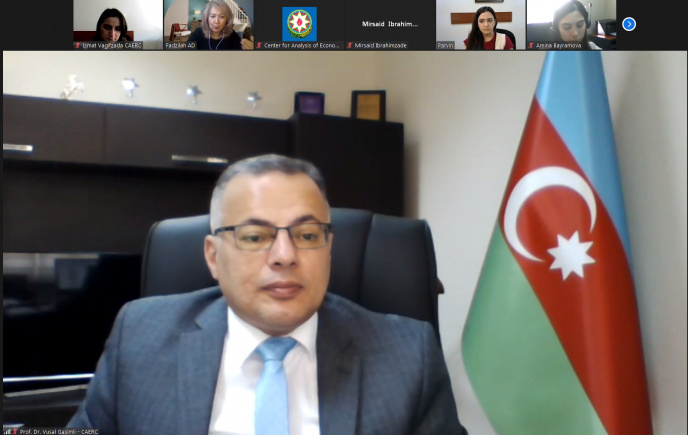 Ismat Vagifzada CAERC
Fadzilah AD
Center for Analysis of Econo...
Mirsaid Ibrahim...
Mirsaid Ibrahimzade
Parvin
Amina Bayramova
Prof. Dr. Vusal Gasimli - CAERC